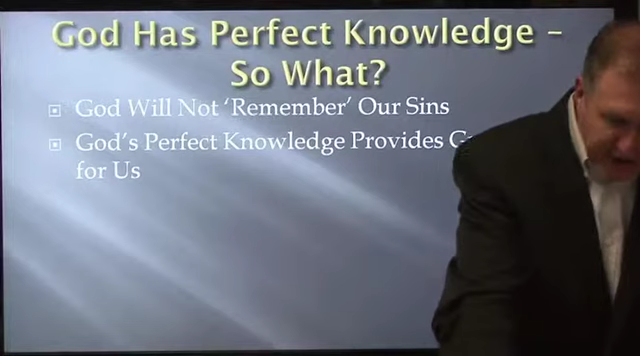 God Has Perfect Knowledge –
So What?
God Will Not ‘Remember’ Our Sins
God’s Perfect Knowledge Provides
for Us